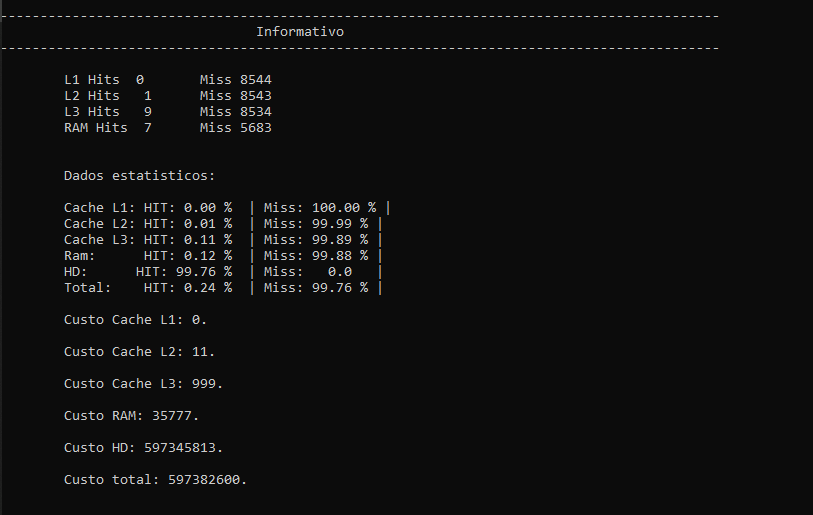 ------------------------------------------------------------------------------------------
Informativo
------------------------------------------------------------------------------------------
L1 Hits  0       Miss 8544
L2 Hits   1      Miss 8543
L3 Hits   9      Miss 8534
RAM Hits  7      Miss 5683
Dados estatisticos:
Cache L1: HIT: 0.00 %  | Miss: 100.00 % |
Cache L2: HIT: 0.01 %  | Miss: 99.99 % |
Cache L3: HIT: 0.11 %  | Miss: 99.89 % |
Ram:      HIT: 0.12 %  | Miss: 99.88 % |
HD:      HIT: 99.76 %  | Miss:   0.0   |
Total:    HIT: 0.24 %  | Miss: 99.76 % |
Custo Cache L1: 0.
Custo Cache L2: 11.
Custo Cache L3: 999.
Custo RAM: 35777.
Custo HD: 597345813.
Custo total: 597382600.